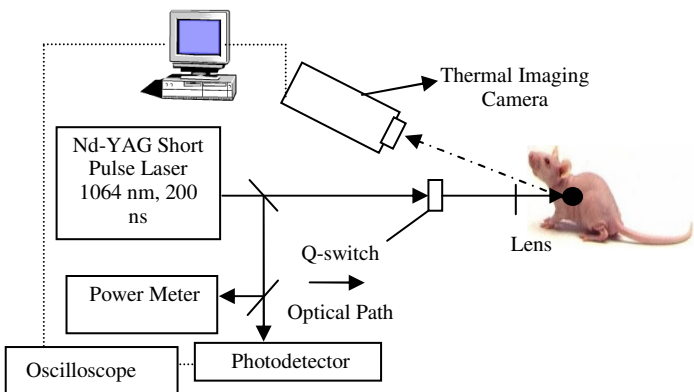 Thermal Imaging
Camera
Nd-YAG Short
Pulse Laser
1064 nm, 200
ns
Q-switch
Lens
Power Meter
Optical Path
Oscilloscope
Photodetector